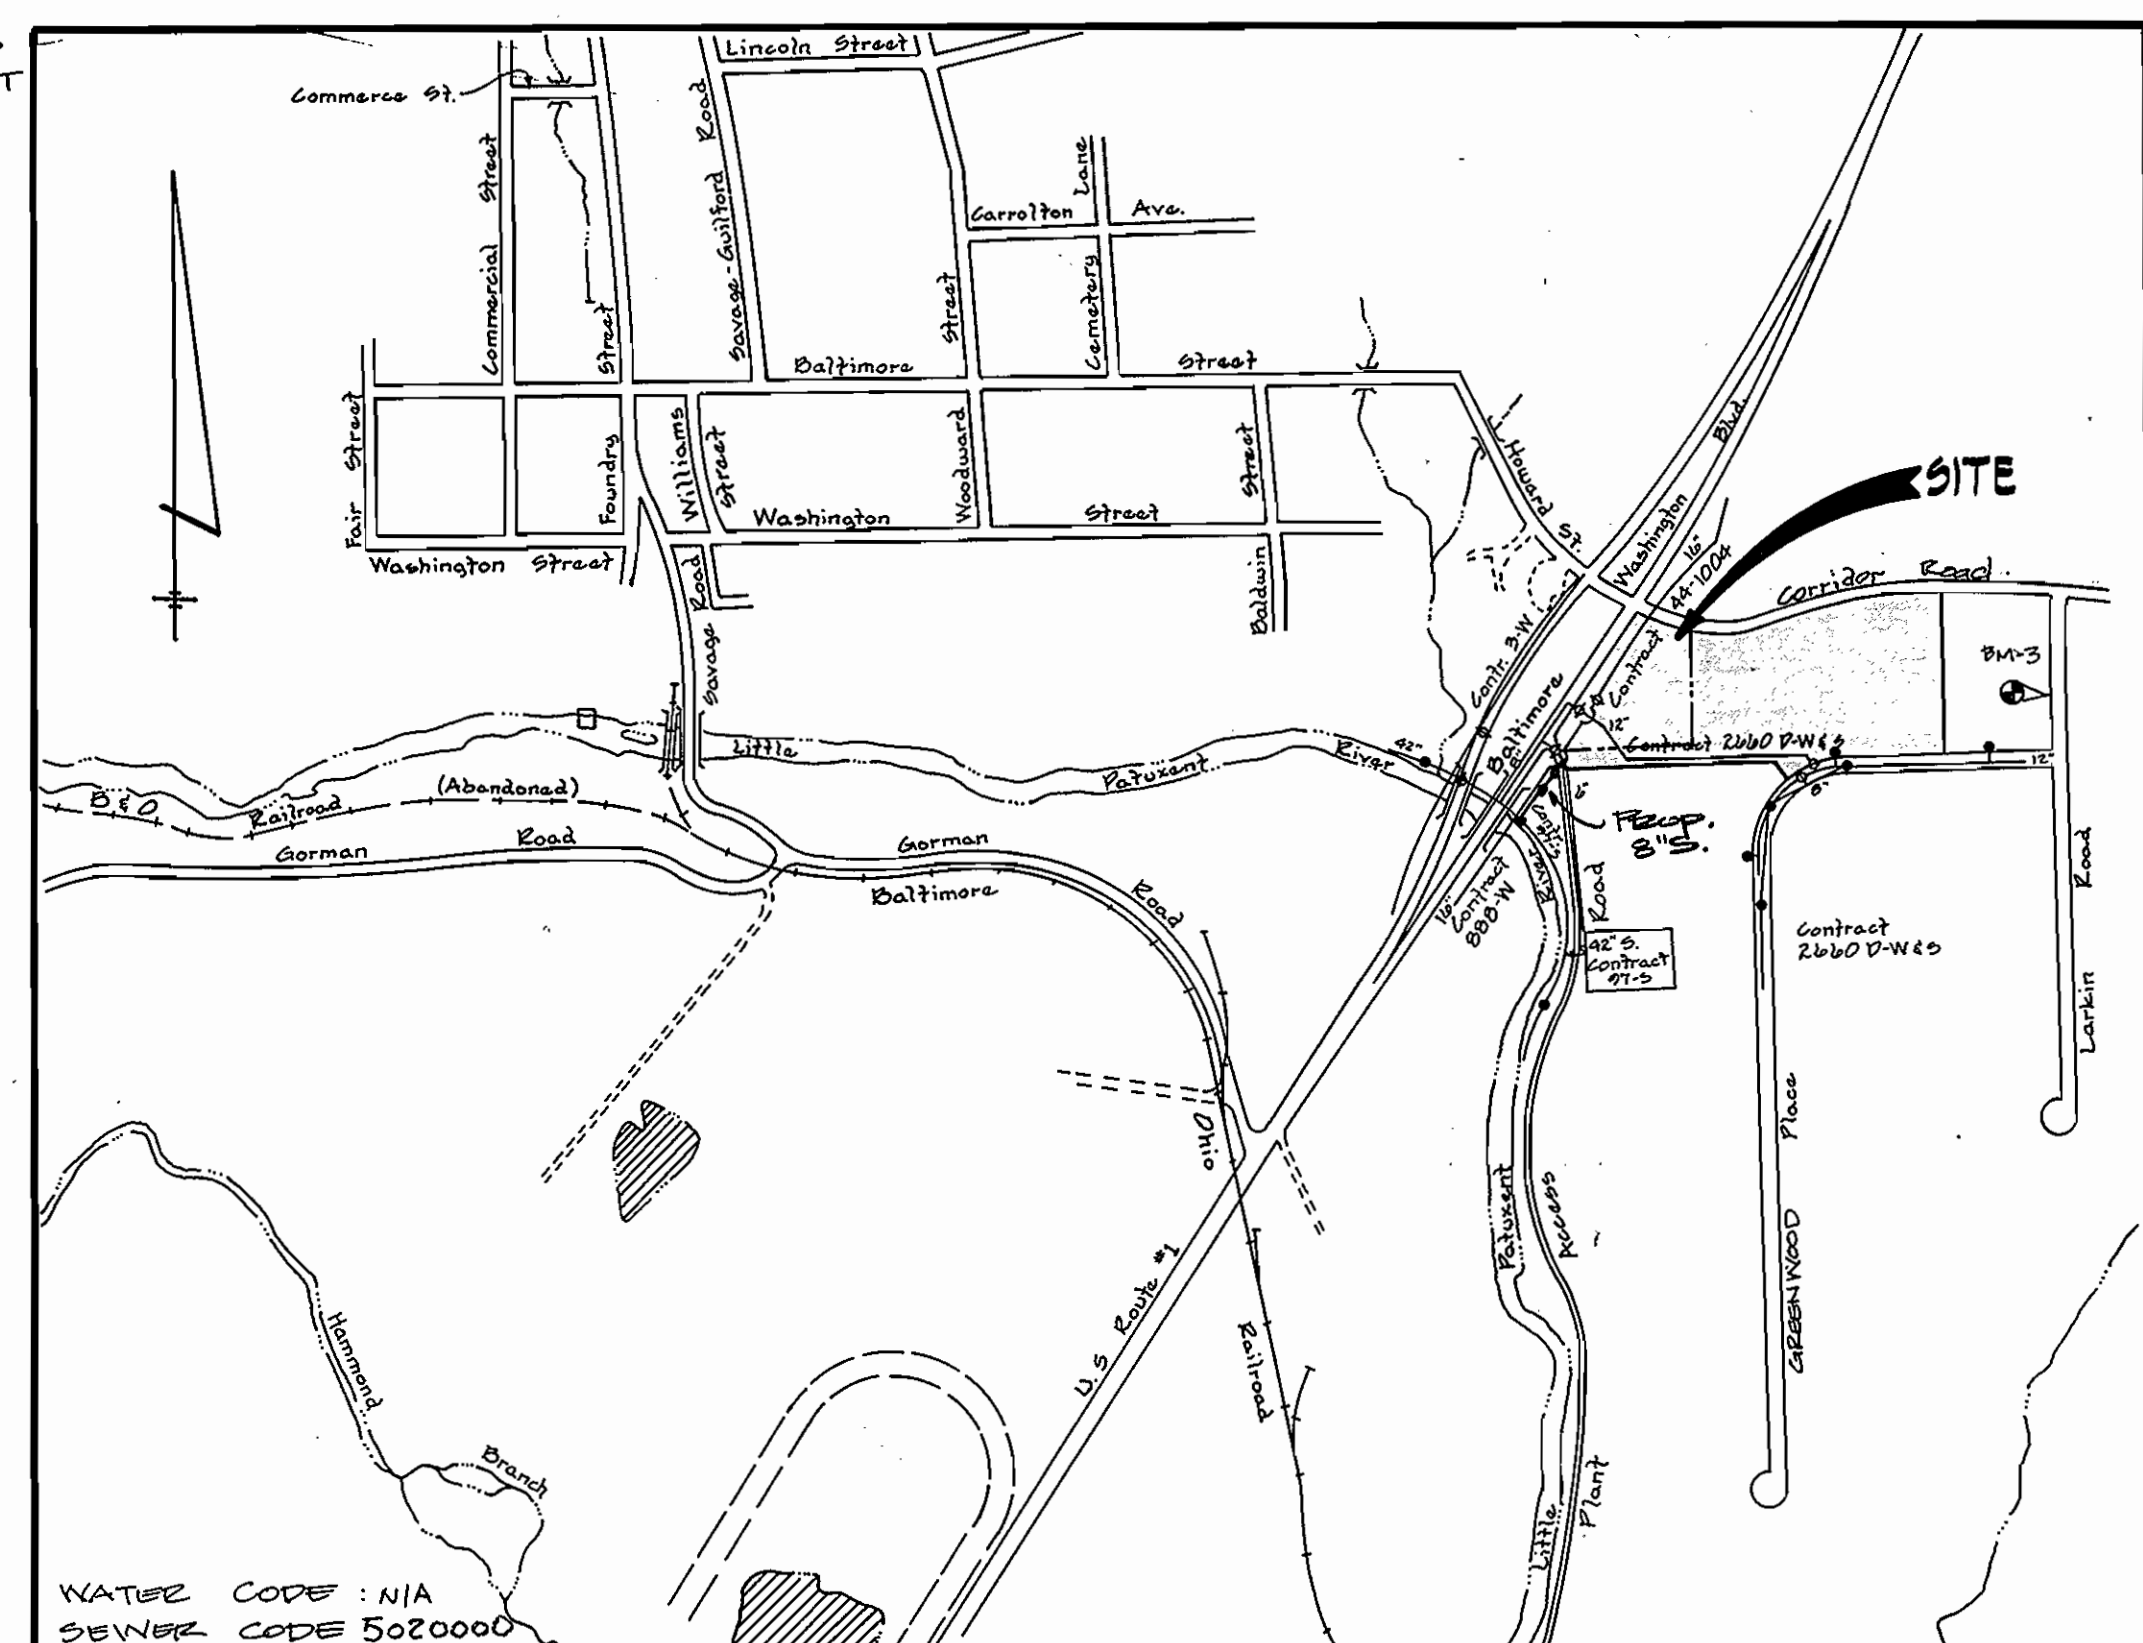 T
Lincoln Street
Commerce St.
Commercial Street
Savage-Guilford Road
Cemetery Lane
Carrolton Ave.
Street
Street
Baltimore Street
Fair Street
Foundry
Williams Street
Woodward
Street
Baldwin
Washington Street
Washington Street
Howard St.
Washington Blvd.
SITE
16"
44-1004
Contract
Corridor Road
BM-3
Contr. 3-W
Baltimore
8"
12"
Contract 2660 D-W&S
12"
8"
6"
42"
Savage Road
Little Patuxent River
B & O Railroad (Abandoned)
Gorman Road
Gorman Road
Baltimore
Ohio
Railroad
Prop.
8"S.
Contr.
97-S
River
16"
Contract
888-W
Road
42" S.
Contract
97-S
Contract
2660 D-W&S
Larkin Road
GREENWOOD Place
Little Patuxent
Plant Access
U.S Route #1
Hammond Branch
WATER CODE : N/A
SEWER CODE 5020000